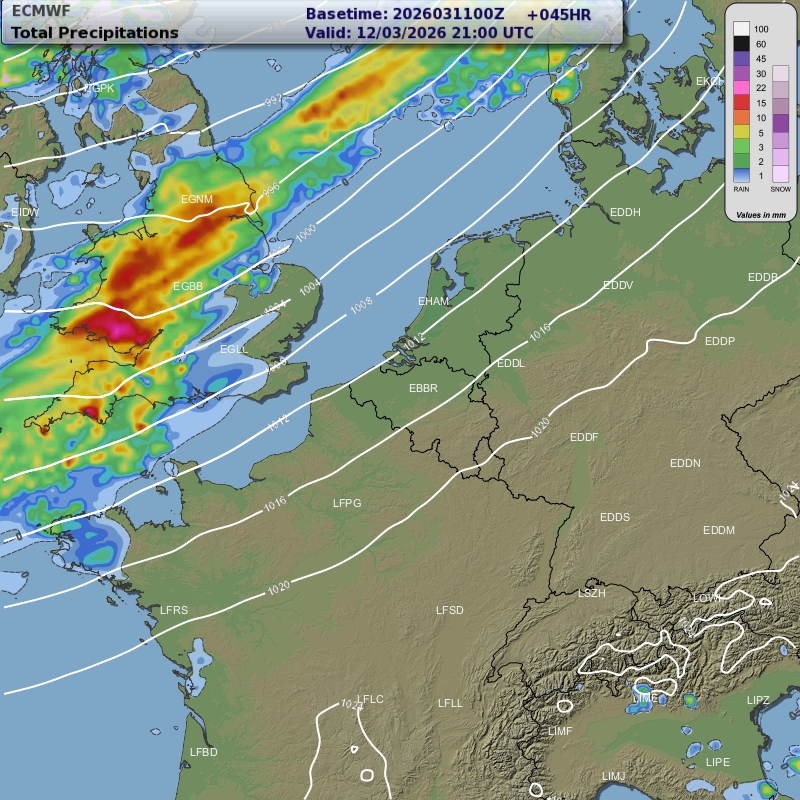 ECMWF
Basetime: 2026031100Z +045HR
Total Precipitations
Valid: 12/03/2026 21:00 UTC
100
60
45
30
22
15
10
5
3
2
1
RAIN
SNOW
Values in mm
EGPK
992
EIDW
EGNM
996
EDDH
1000
EGBB
1004
EHAM
1008
EDDV
EDDB
1004
EGLL
1012
1016
EDDP
EDDL
EBBR
1012
1020
EDDF
EDDN
1016
LFPG
EDDS
EDDM
1020
LFRS
LFSD
LSZH
LFLC
LFLL
LIPZ
LIMF
LFBD
LIPE
LIMJ